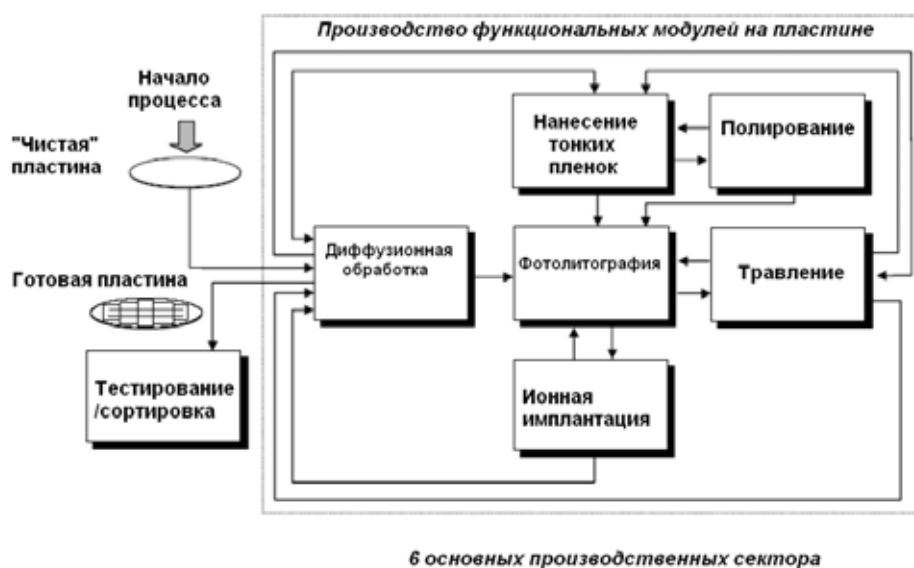 Производство функциональных модулей на пластине
Начало
процесса
"Чистая"
пластина
Нанесение
тонких
пленок
Полирование
Диффузионная
обработка
Фотолитография
Травление
Готовая пластина
Тестирование
/сортировка
Ионная
имплантация
6 основных производственных сектора